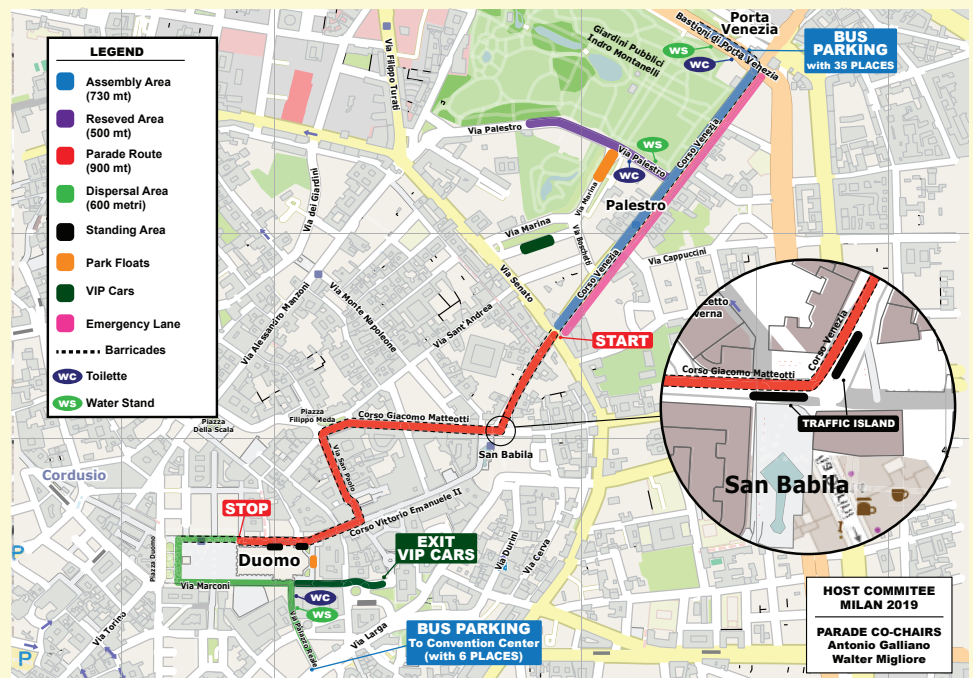 LEGEND
Assembly Area
(730 mt)
Reseved Area
(500 mt)
Parade Route
(900 mt)
Dispersal Area
(600 metri)
Standing Area
Park Floats
VIP Cars
Emergency Lane
Barricades
WC Toilette
WS Water Stand
Via Filippo Turati
Giardini Pubblici
Indro Montanelli
Bastioni di Porta Venezia
Porta
Venezia
BUS
PARKING
with 35 PLACES
WS
WC
Via Palestro
Via Palestro
WS
WC
Corso Venezia
Via Marina
Palestro
Via Marina
Via Boschetti
Via Cappuccini
Corso Venezia
Via Senato
Via dei Giardini
Via Alessandro Manzoni
Via Monte Napoleone
Via Sant'Andrea
START
Piazza
Della Scala
Piazza
Filippo Meda
Corso Giacomo Matteotti
San Babila
Via San Paolo
Corso Vittorio Emanuele II
Cordusio
STOP
Duomo
Piazza Duomo
Via Marconi
EXIT
VIP CARS
Via Durini
Via Cerva
WC
WS
Via Palazzo Reale
Via Larga
Via Torino
P
P
BUS PARKING
To Convention Center
(with 6 PLACES)
zetto
verna
Corso Venezia
Corso Giacomo Matteotti
TRAFFIC ISLAND
San Babila
HOST COMMITEE
MILAN 2019
PARADE CO-CHAIRS
Antonio Galliano
Walter Migliore